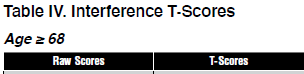 Table IV. Interference T-Scores
Age ≥ 68
Raw Scores T-Scores